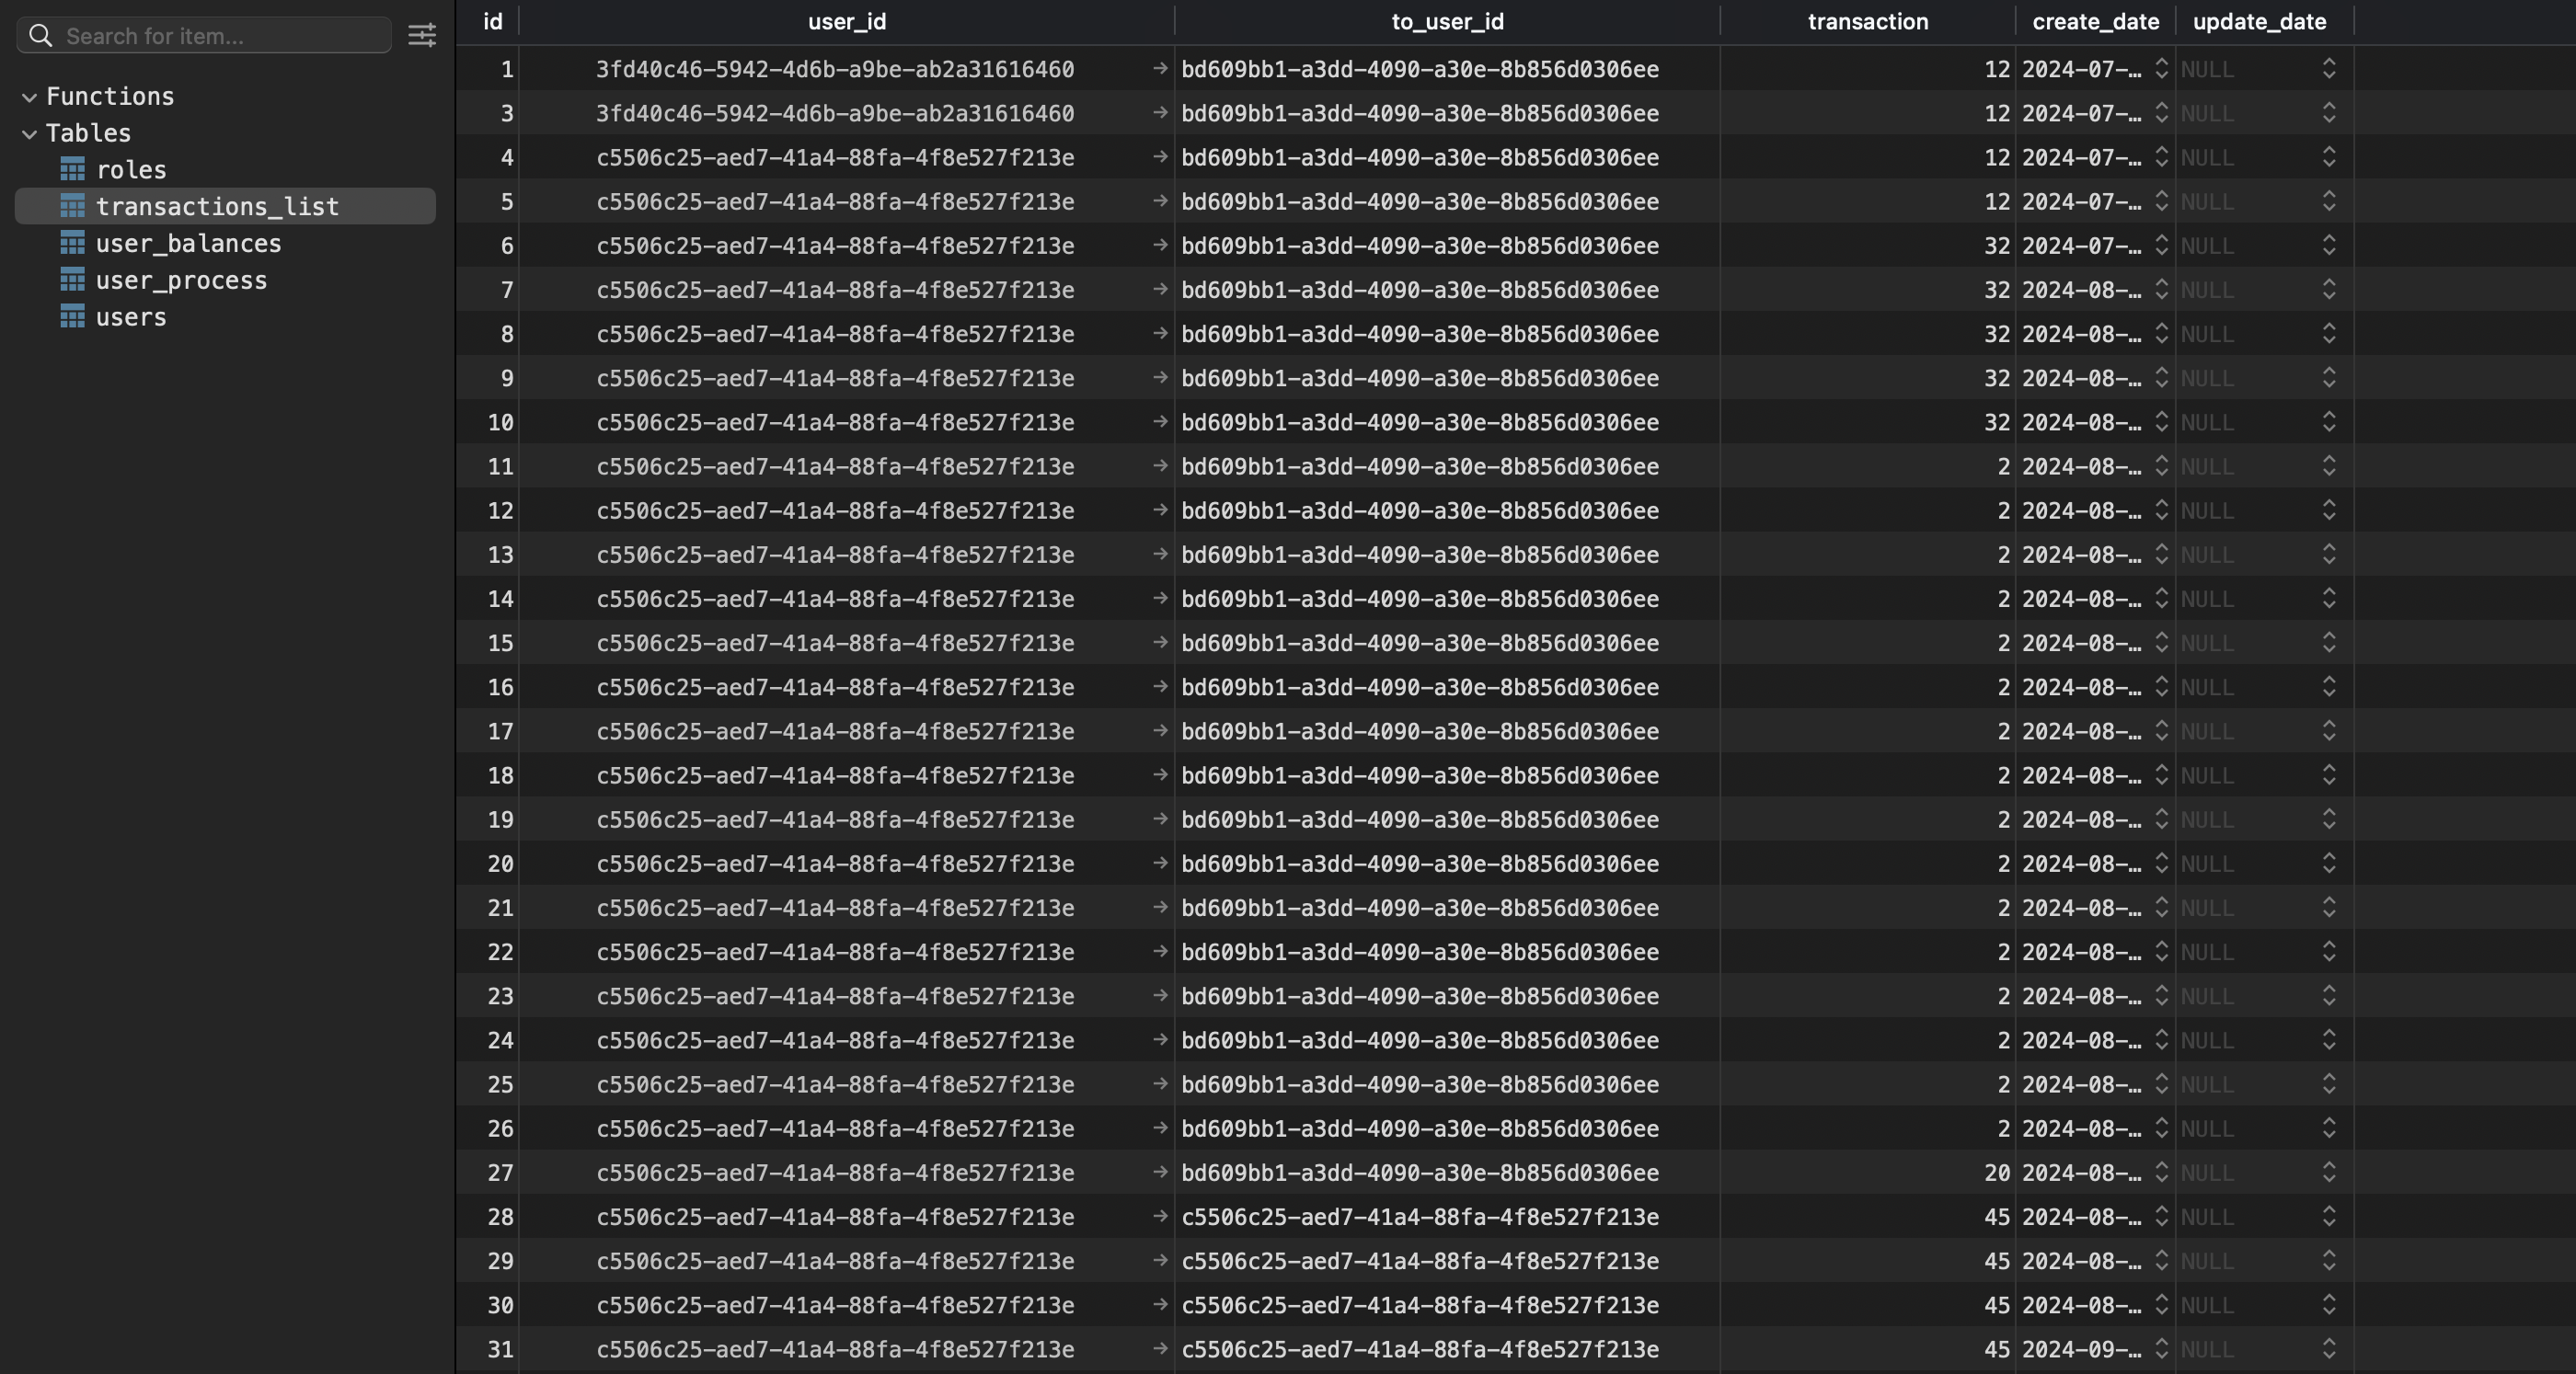 Search for item...
Functions
Tables
roles
transactions_list
user_balances
user_process
users
id user_id to_user_id transaction create_date update_date
1 3fd40c46-5942-4d6b-a9be-ab2a31616460 → bd609bb1-a3dd-4090-a30e-8b856d0306ee 12 2024-07-… NULL
3 3fd40c46-5942-4d6b-a9be-ab2a31616460 → bd609bb1-a3dd-4090-a30e-8b856d0306ee 12 2024-07-… NULL
4 c5506c25-aed7-41a4-88fa-4f8e527f213e → bd609bb1-a3dd-4090-a30e-8b856d0306ee 12 2024-07-… NULL
5 c5506c25-aed7-41a4-88fa-4f8e527f213e → bd609bb1-a3dd-4090-a30e-8b856d0306ee 12 2024-07-… NULL
6 c5506c25-aed7-41a4-88fa-4f8e527f213e → bd609bb1-a3dd-4090-a30e-8b856d0306ee 32 2024-07-… NULL
7 c5506c25-aed7-41a4-88fa-4f8e527f213e → bd609bb1-a3dd-4090-a30e-8b856d0306ee 32 2024-08-… NULL
8 c5506c25-aed7-41a4-88fa-4f8e527f213e → bd609bb1-a3dd-4090-a30e-8b856d0306ee 32 2024-08-… NULL
9 c5506c25-aed7-41a4-88fa-4f8e527f213e → bd609bb1-a3dd-4090-a30e-8b856d0306ee 32 2024-08-… NULL
10 c5506c25-aed7-41a4-88fa-4f8e527f213e → bd609bb1-a3dd-4090-a30e-8b856d0306ee 32 2024-08-… NULL
11 c5506c25-aed7-41a4-88fa-4f8e527f213e → bd609bb1-a3dd-4090-a30e-8b856d0306ee 2 2024-08-… NULL
12 c5506c25-aed7-41a4-88fa-4f8e527f213e → bd609bb1-a3dd-4090-a30e-8b856d0306ee 2 2024-08-… NULL
13 c5506c25-aed7-41a4-88fa-4f8e527f213e → bd609bb1-a3dd-4090-a30e-8b856d0306ee 2 2024-08-… NULL
14 c5506c25-aed7-41a4-88fa-4f8e527f213e → bd609bb1-a3dd-4090-a30e-8b856d0306ee 2 2024-08-… NULL
15 c5506c25-aed7-41a4-88fa-4f8e527f213e → bd609bb1-a3dd-4090-a30e-8b856d0306ee 2 2024-08-… NULL
16 c5506c25-aed7-41a4-88fa-4f8e527f213e → bd609bb1-a3dd-4090-a30e-8b856d0306ee 2 2024-08-… NULL
17 c5506c25-aed7-41a4-88fa-4f8e527f213e → bd609bb1-a3dd-4090-a30e-8b856d0306ee 2 2024-08-… NULL
18 c5506c25-aed7-41a4-88fa-4f8e527f213e → bd609bb1-a3dd-4090-a30e-8b856d0306ee 2 2024-08-… NULL
19 c5506c25-aed7-41a4-88fa-4f8e527f213e → bd609bb1-a3dd-4090-a30e-8b856d0306ee 2 2024-08-… NULL
20 c5506c25-aed7-41a4-88fa-4f8e527f213e → bd609bb1-a3dd-4090-a30e-8b856d0306ee 2 2024-08-… NULL
21 c5506c25-aed7-41a4-88fa-4f8e527f213e → bd609bb1-a3dd-4090-a30e-8b856d0306ee 2 2024-08-… NULL
22 c5506c25-aed7-41a4-88fa-4f8e527f213e → bd609bb1-a3dd-4090-a30e-8b856d0306ee 2 2024-08-… NULL
23 c5506c25-aed7-41a4-88fa-4f8e527f213e → bd609bb1-a3dd-4090-a30e-8b856d0306ee 2 2024-08-… NULL
24 c5506c25-aed7-41a4-88fa-4f8e527f213e → bd609bb1-a3dd-4090-a30e-8b856d0306ee 2 2024-08-… NULL
25 c5506c25-aed7-41a4-88fa-4f8e527f213e → bd609bb1-a3dd-4090-a30e-8b856d0306ee 2 2024-08-… NULL
26 c5506c25-aed7-41a4-88fa-4f8e527f213e → bd609bb1-a3dd-4090-a30e-8b856d0306ee 2 2024-08-… NULL
27 c5506c25-aed7-41a4-88fa-4f8e527f213e → bd609bb1-a3dd-4090-a30e-8b856d0306ee 20 2024-08-… NULL
28 c5506c25-aed7-41a4-88fa-4f8e527f213e → c5506c25-aed7-41a4-88fa-4f8e527f213e 45 2024-08-… NULL
29 c5506c25-aed7-41a4-88fa-4f8e527f213e → c5506c25-aed7-41a4-88fa-4f8e527f213e 45 2024-08-… NULL
30 c5506c25-aed7-41a4-88fa-4f8e527f213e → c5506c25-aed7-41a4-88fa-4f8e527f213e 45 2024-08-… NULL
31 c5506c25-aed7-41a4-88fa-4f8e527f213e → c5506c25-aed7-41a4-88fa-4f8e527f213e 45 2024-09-… NULL